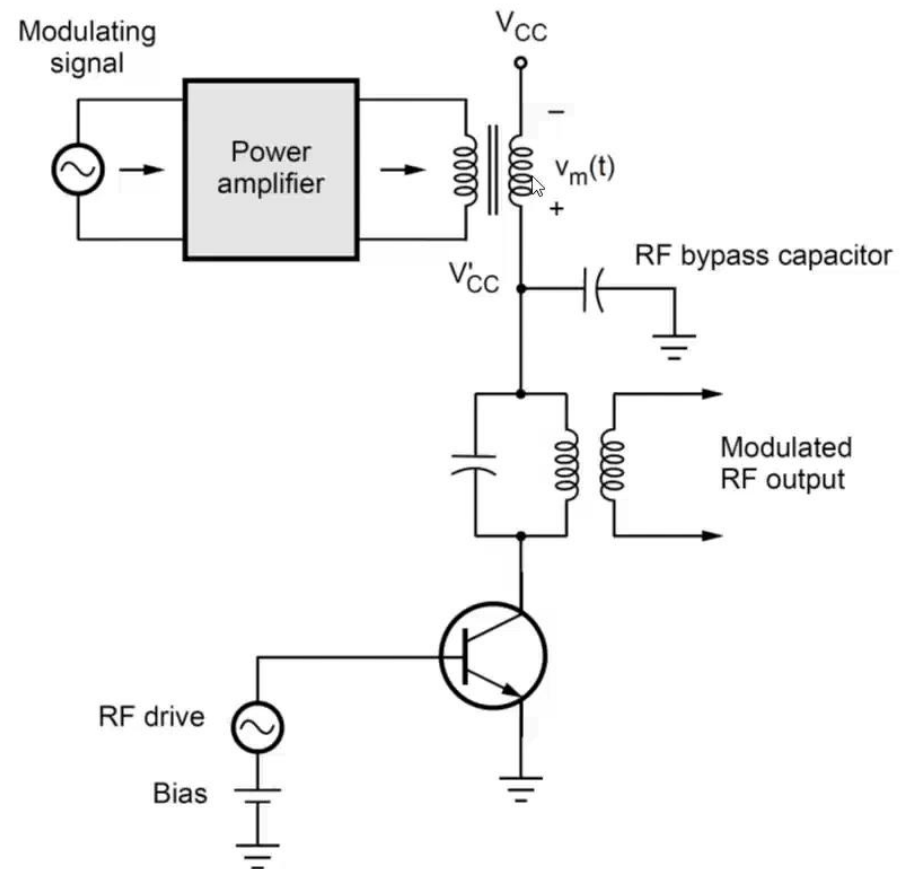 Modulating
signal
Power
amplifier
VCC
−
vm(t)
+
V'CC
RF bypass capacitor
Modulated
RF output
RF drive
Bias